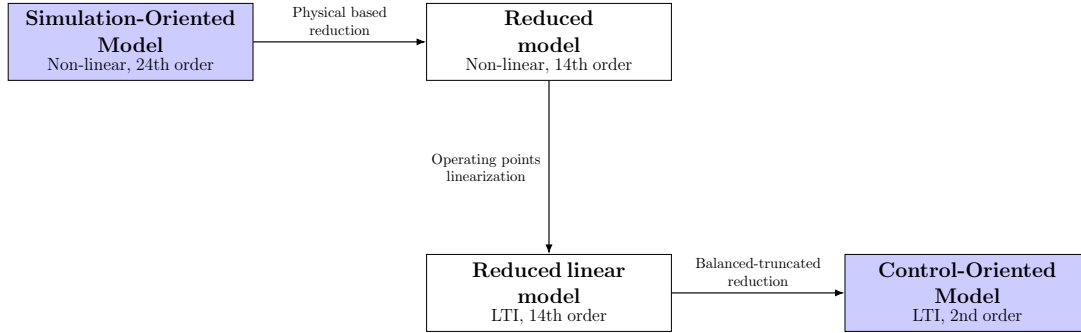 Simulation-Oriented
Model
Non-linear, 24th order
Physical based
reduction
Reduced
model
Non-linear, 14th order
Operating points
linearization
Reduced linear
model
LTI, 14th order
Balanced-truncated
reduction
Control-Oriented
Model
LTI, 2nd order